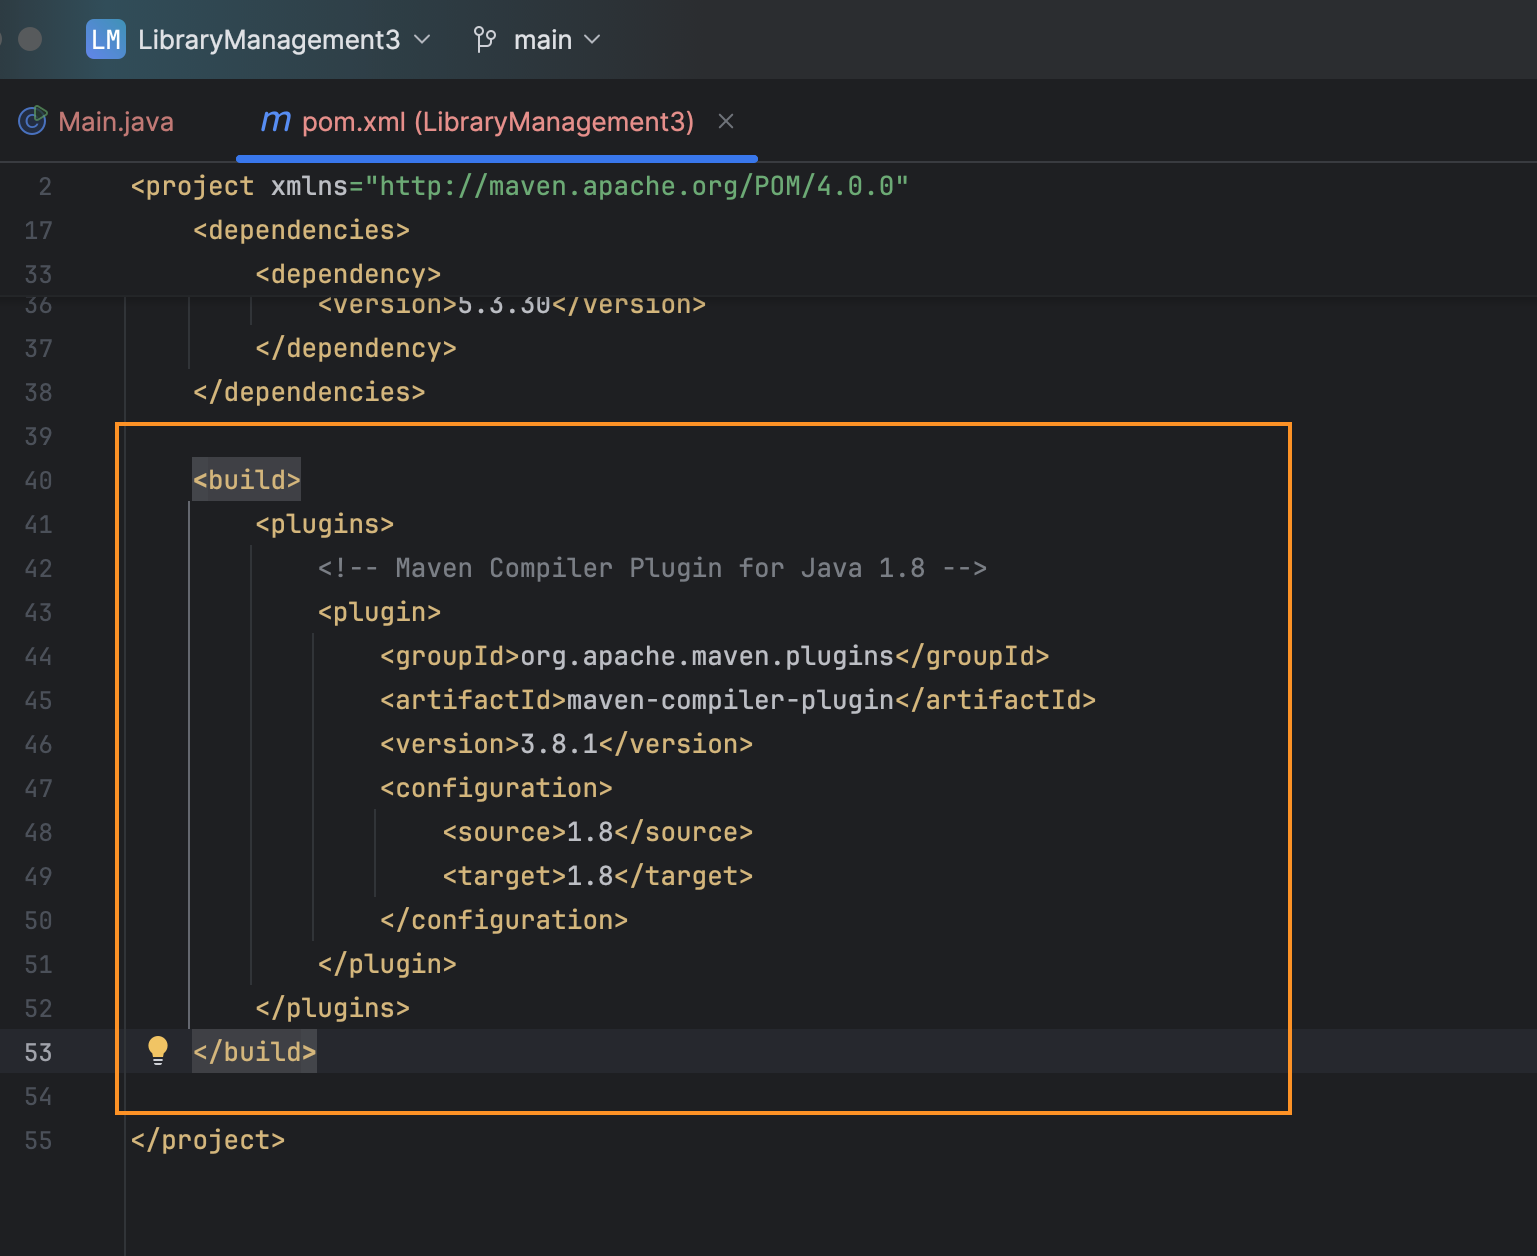 LM LibraryManagement3 main
Main.java m pom.xml (LibraryManagement3)
2 <project xmlns="http://maven.apache.org/POM/4.0.0"
17 <dependencies>
33 <dependency>
36 <version>5.3.30</version>
37 </dependency>
38 </dependencies>
39
40 <build>
41 <plugins>
42 <!-- Maven Compiler Plugin for Java 1.8 -->
43 <plugin>
44 <groupId>org.apache.maven.plugins</groupId>
45 <artifactId>maven-compiler-plugin</artifactId>
46 <version>3.8.1</version>
47 <configuration>
48 <source>1.8</source>
49 <target>1.8</target>
50 </configuration>
51 </plugin>
52 </plugins>
53 </build>
54
55 </project>